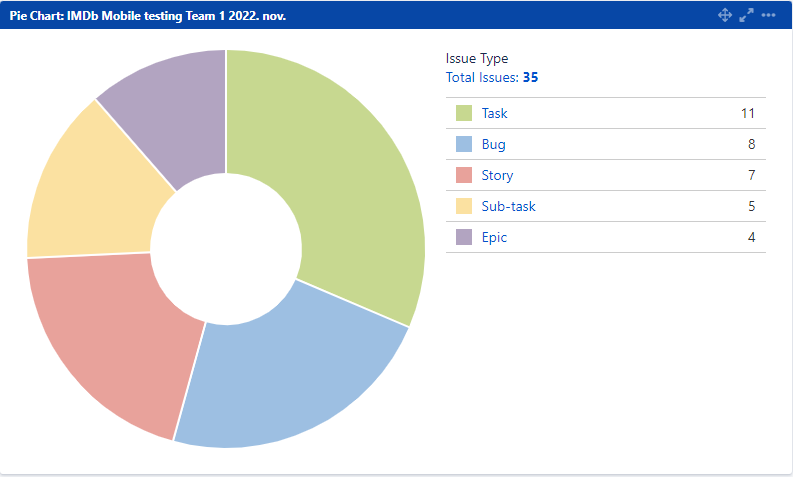 Pie Chart: IMDb Mobile testing Team 1 2022. nov.
Issue Type
Total Issues: 35
Task 11
Bug 8
Story 7
Sub-task 5
Epic 4